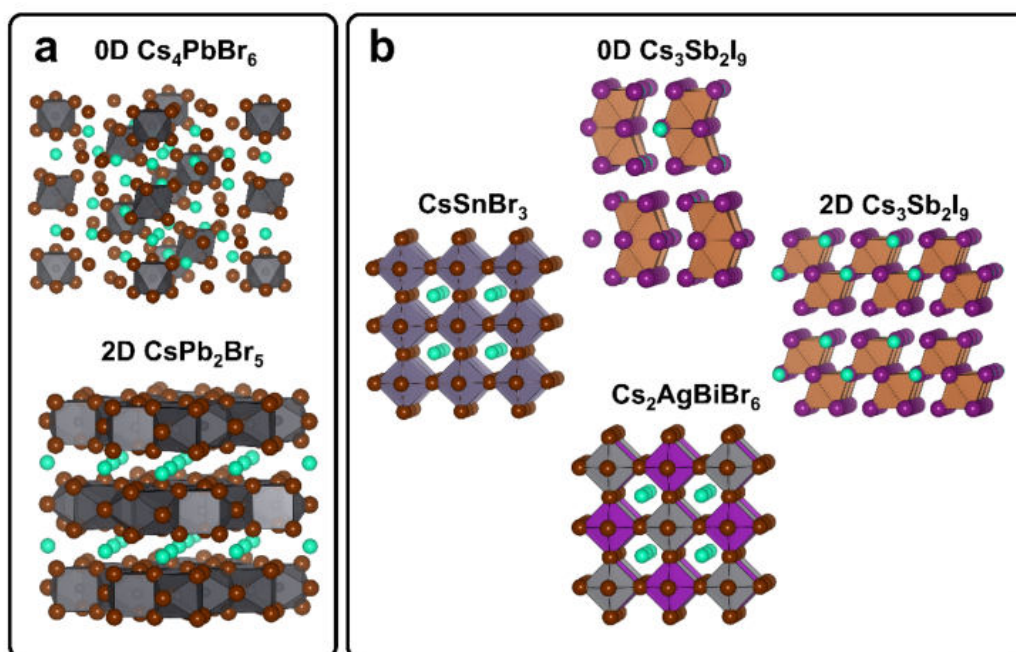 a
0D Cs₄PbBr₆
2D CsPb₂Br₅
b
0D Cs₃Sb₂I₉
CsSnBr₃
2D Cs₃Sb₂I₉
Cs₂AgBiBr₆